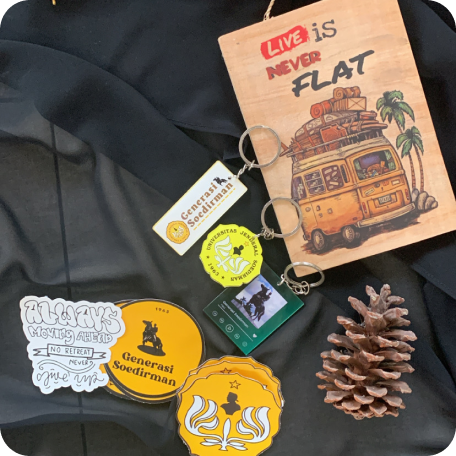 LIVE is
NEVER
FLAT
Generasi
Soedirman
UNIVERSITAS JENDERAL SOEDIRMAN
ALWAYS
MOVING AHEAD
NO RETREAT
NEVER
give up
1963
Generasi
Soedirman